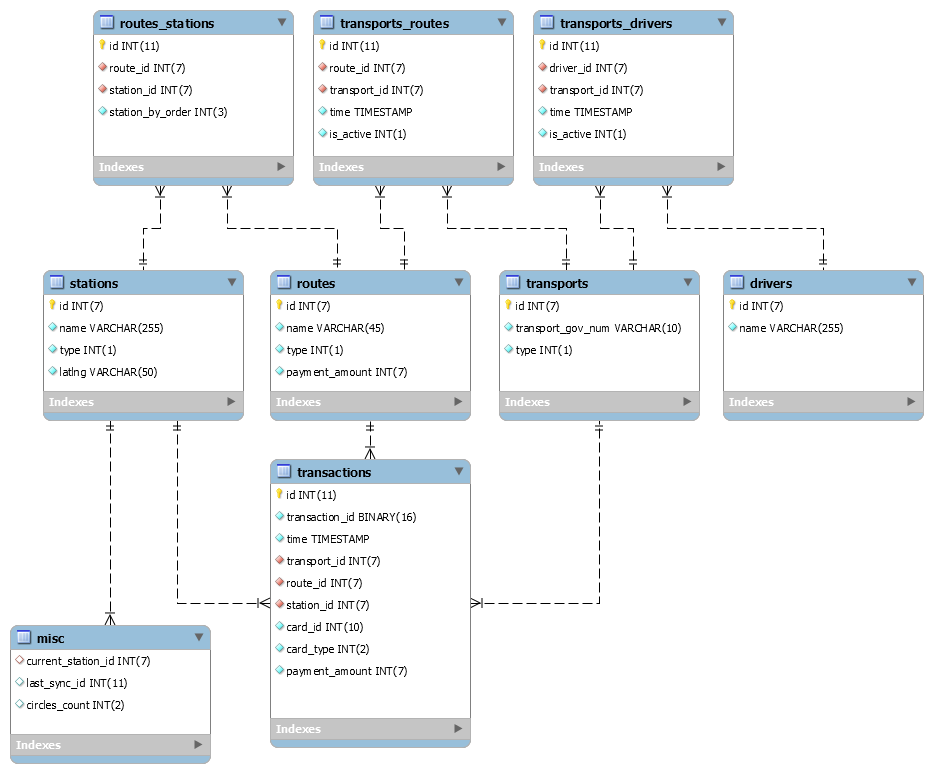 routes_stations
id INT(11)
route_id INT(7)
station_id INT(7)
station_by_order INT(3)
Indexes
transports_routes
id INT(11)
route_id INT(7)
transport_id INT(7)
time TIMESTAMP
is_active INT(1)
Indexes
transports_drivers
id INT(11)
driver_id INT(7)
transport_id INT(7)
time TIMESTAMP
is_active INT(1)
Indexes
stations
id INT(7)
name VARCHAR(255)
type INT(1)
latlng VARCHAR(50)
Indexes
routes
id INT(7)
name VARCHAR(45)
type INT(1)
payment_amount INT(7)
Indexes
transports
id INT(7)
transport_gov_num VARCHAR(10)
type INT(1)
Indexes
drivers
id INT(7)
name VARCHAR(255)
Indexes
transactions
id INT(11)
transaction_id BINARY(16)
time TIMESTAMP
transport_id INT(7)
route_id INT(7)
station_id INT(7)
card_id INT(10)
card_type INT(2)
payment_amount INT(7)
Indexes
misc
current_station_id INT(7)
last_sync_id INT(11)
circles_count INT(2)
Indexes